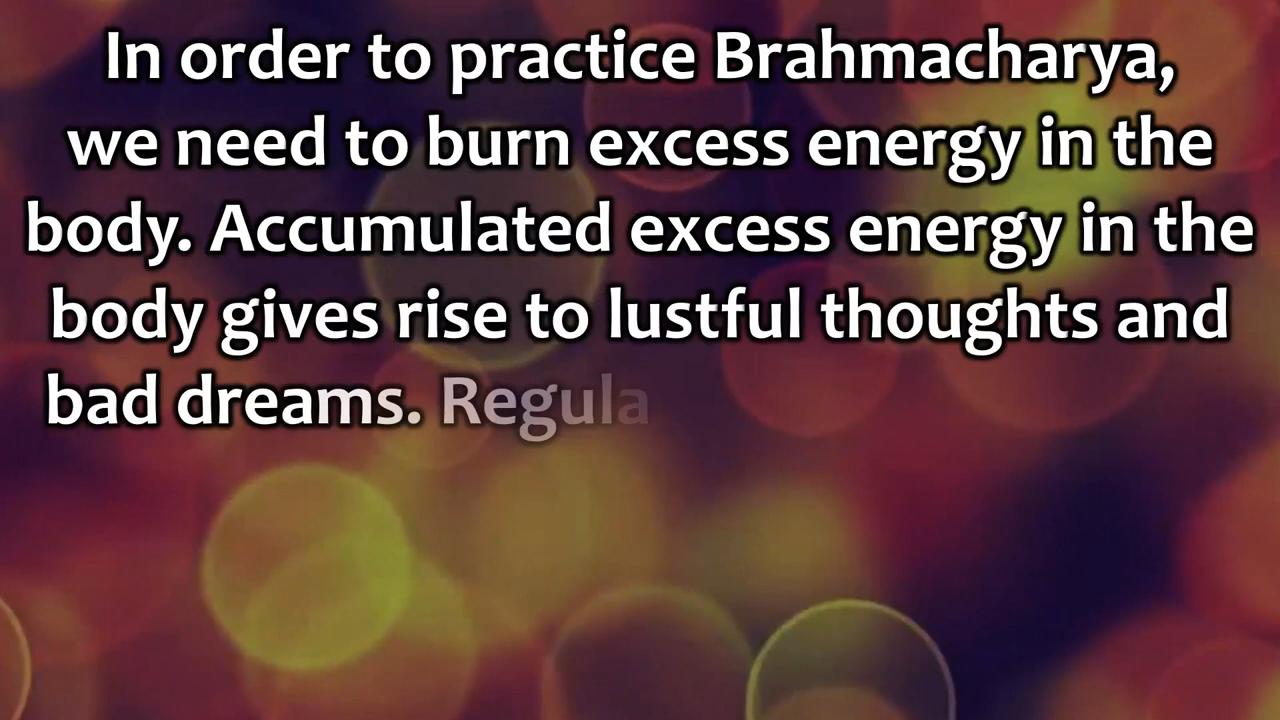 In order to practice Brahmacharya,
we need to burn excess energy in the
body. Accumulated excess energy in the
body gives rise to lustful thoughts and
bad dreams. Regula